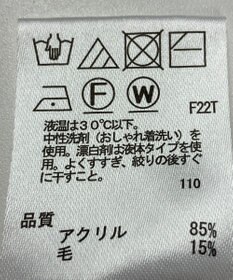 F W
F22T
液温は30℃以下。
中性洗剤（おしゃれ着洗い）を
使用。漂白剤は液体タイプを使
用。よくすすぎ、絞りの後すぐ
に干すこと。
110
品質
アクリル 85%
毛 15%